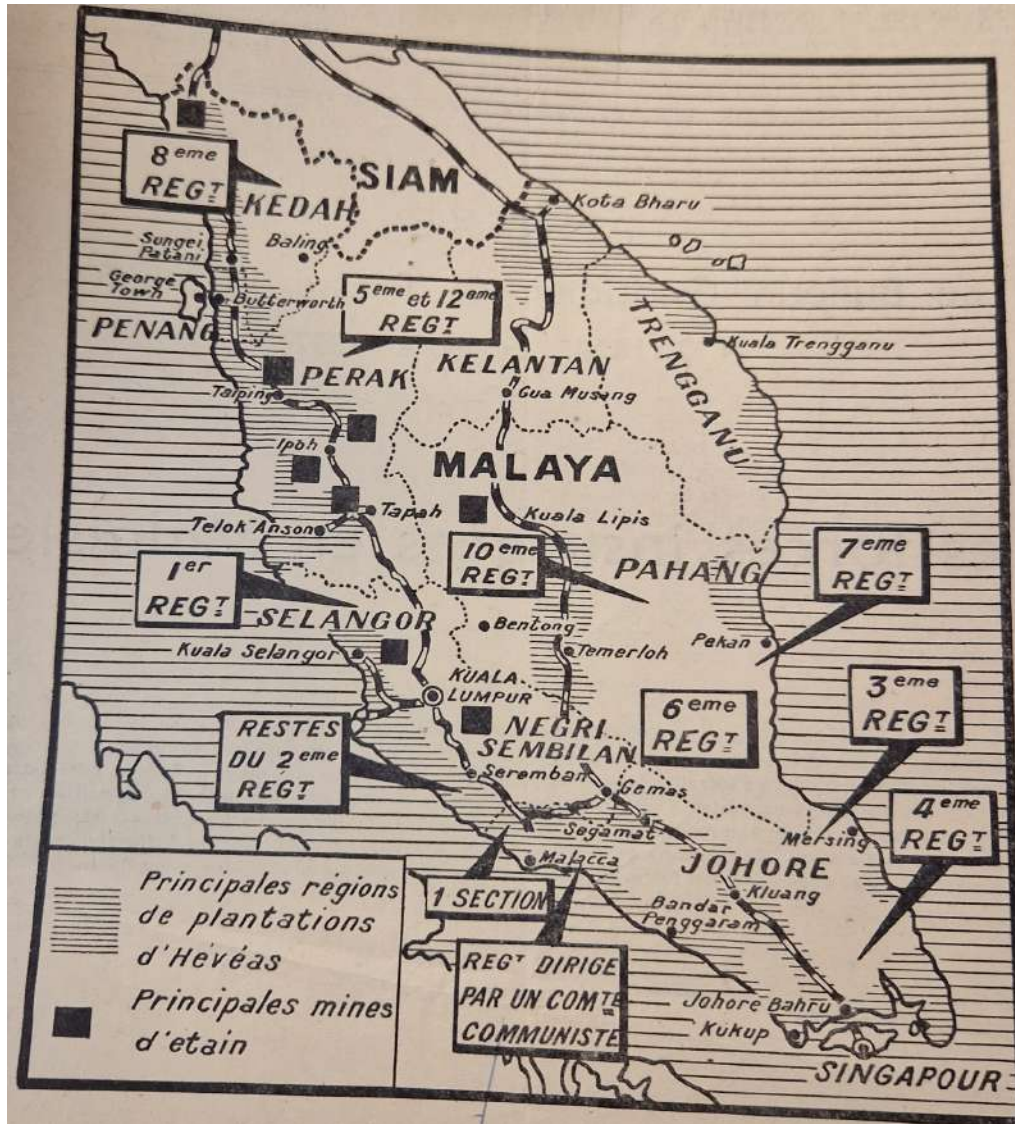 8eme
REGT
SIAM
KEDAH
Kota Bharu
Sungei
Patani
Baling
George
Town
Butterworth
PENANG
5eme et 12eme
REGT
TRENGGANU
Kuala Trengganu
PERAK
KELANTAN
Taiping
Gua Musang
Ipoh
MALAYA
Tapah
Kuala Lipis
Telok Anson
10eme
REGT
PAHANG
7eme
REGT
1er
REGT
SELANGOR
Bentong
Kuala Selangor
Temerloh
Pekan
KUALA
LUMPUR
3eme
REGT
6eme
REGT
RESTES
DU 2eme
REGT
NEGRI
SEMBILAN
Seremban
Gemas
4eme
REGT
Segamat
Mersing
Malacca
JOHORE
Kluang
1 SECTION
Bandar
Penggaram
REGT DIRIGE
PAR UN COMTE
COMMUNISTE
Johore Bahru
Kukup
SINGAPOUR
Principales régions
de plantations
d'Hévéas
Principales mines
d'etain